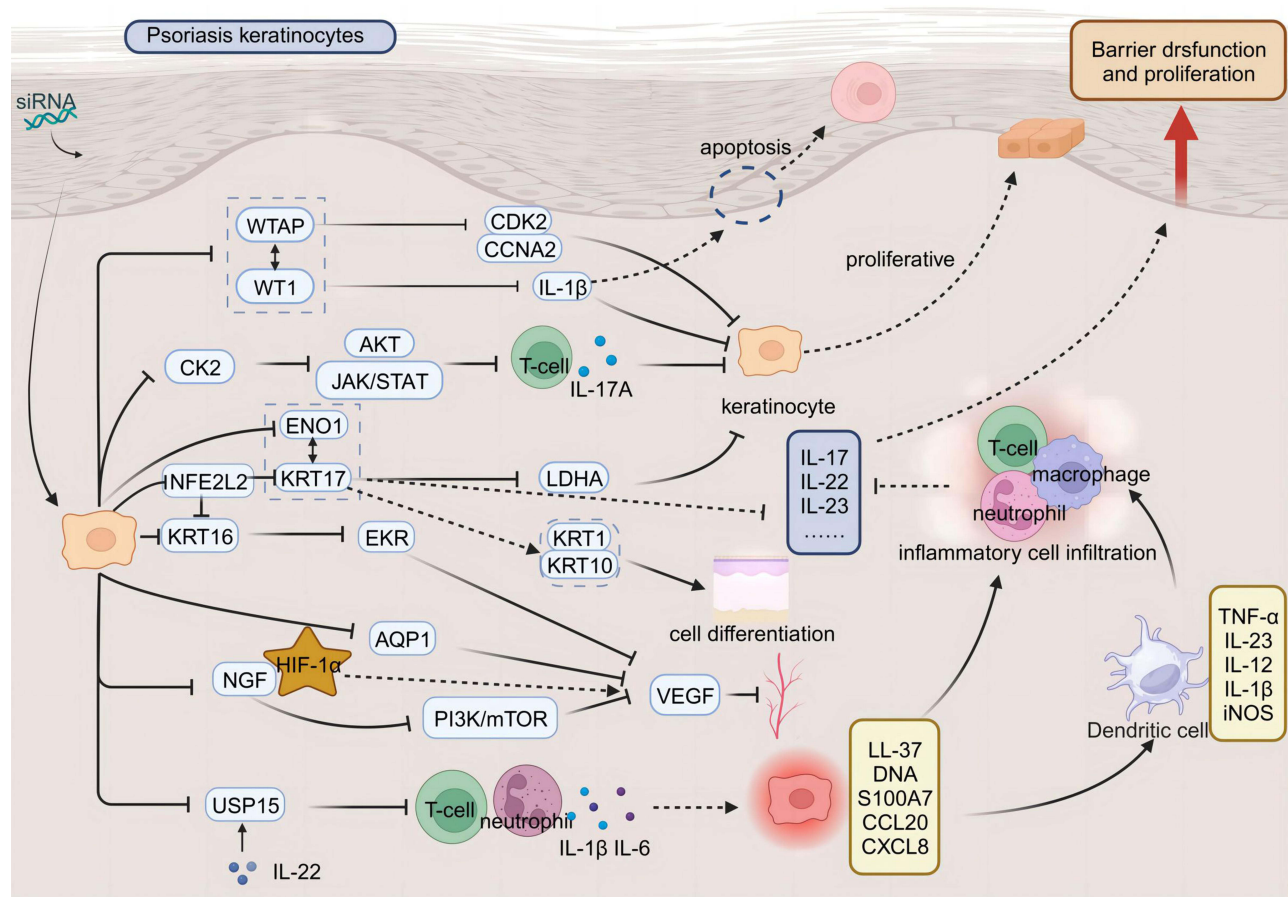 Psoriasis keratinocytes
Barrier drsfunction
and proliferation
siRNA
apoptosis
WTAP
WT1
CDK2
CCNA2
IL-1β
proliferative
CK2
AKT
JAK/STAT
T-cell
IL-17A
keratinocyte
ENO1
INFE2L2
KRT17
LDHA
IL-17
IL-22
IL-23
......
T-cell
macrophage
neutrophil
inflammatory cell infiltration
KRT16
EKR
KRT1
KRT10
cell differentiation
AQP1
HIF-1α
NGF
PI3K/mTOR
VEGF
TNF-α
IL-23
IL-12
IL-1β
iNOS
Dendritic cell
LL-37
DNA
S100A7
CCL20
CXCL8
USP15
T-cell
neutrophil
IL-1β IL-6
IL-22